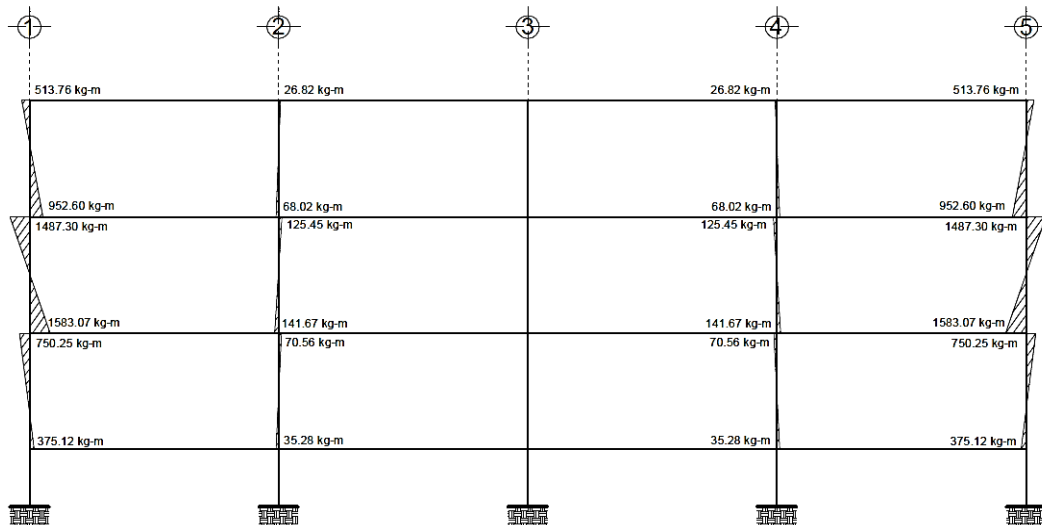 1 2 3 4 5
513.76 kg-m 26.82 kg-m 26.82 kg-m 513.76 kg-m
952.60 kg-m 68.02 kg-m 68.02 kg-m 952.60 kg-m
1487.30 kg-m 125.45 kg-m 125.45 kg-m 1487.30 kg-m
1583.07 kg-m 141.67 kg-m 141.67 kg-m 1583.07 kg-m
750.25 kg-m 70.56 kg-m 70.56 kg-m 750.25 kg-m
375.12 kg-m 35.28 kg-m 35.28 kg-m 375.12 kg-m